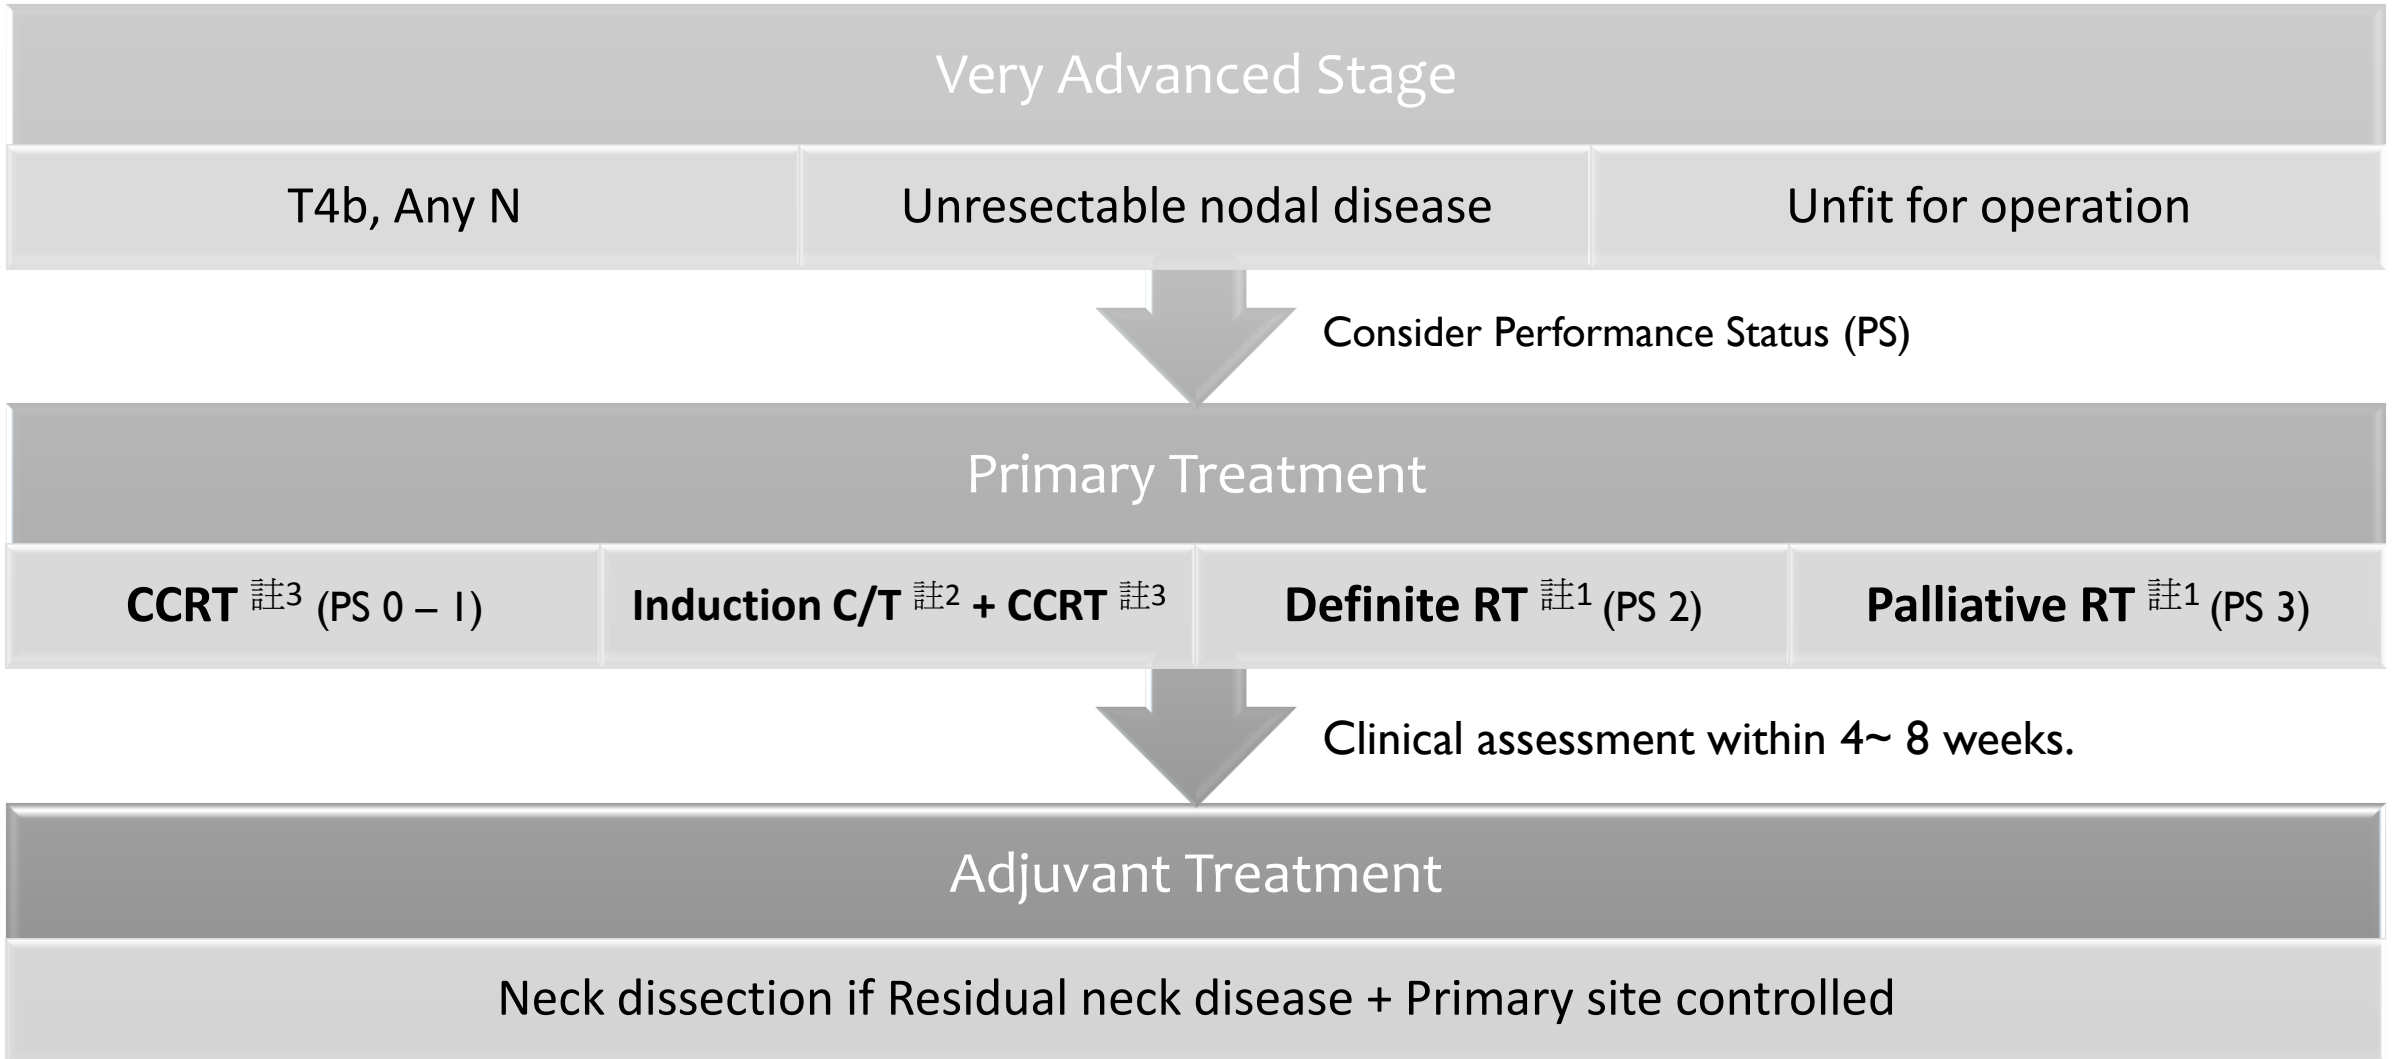 Very Advanced Stage
T4b, Any N
Unresectable nodal disease
Unfit for operation
Consider Performance Status (PS)
Primary Treatment
CCRT 註3 (PS 0 – 1)
Induction C/T 註2 + CCRT 註3
Definite RT 註1 (PS 2)
Palliative RT 註1 (PS 3)
Clinical assessment within 4~ 8 weeks.
Adjuvant Treatment
Neck dissection if Residual neck disease + Primary site controlled